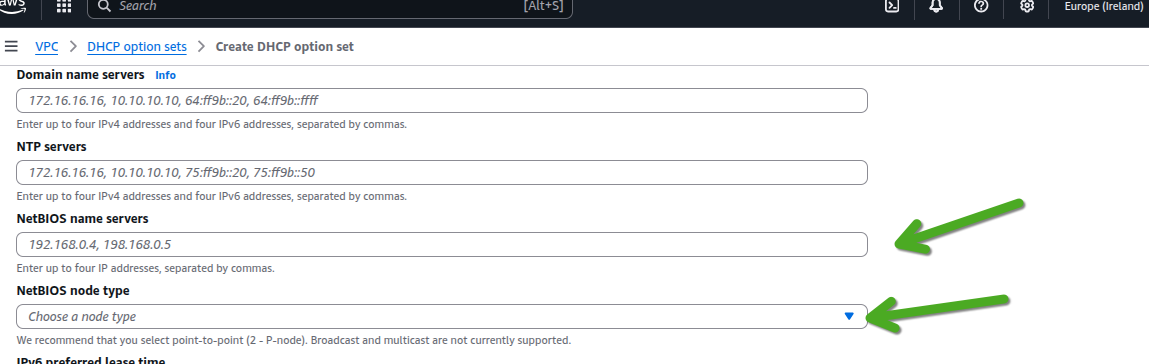 aws
Search [Alt+S] Europe (Ireland)
VPC > DHCP option sets > Create DHCP option set
Domain name servers Info
172.16.16.16, 10.10.10.10, 64:ff9b::20, 64:ff9b::ffff
Enter up to four IPv4 addresses and four IPv6 addresses, separated by commas.
NTP servers
172.16.16.16, 10.10.10.10, 75:ff9b::20, 75:ff9b::50
Enter up to four IPv4 addresses and four IPv6 addresses, separated by commas.
NetBIOS name servers
192.168.0.4, 198.168.0.5
Enter up to four IP addresses, separated by commas.
NetBIOS node type
Choose a node type
We recommend that you select point-to-point (2 - P-node). Broadcast and multicast are not currently supported.
IPv6 preferred lease time